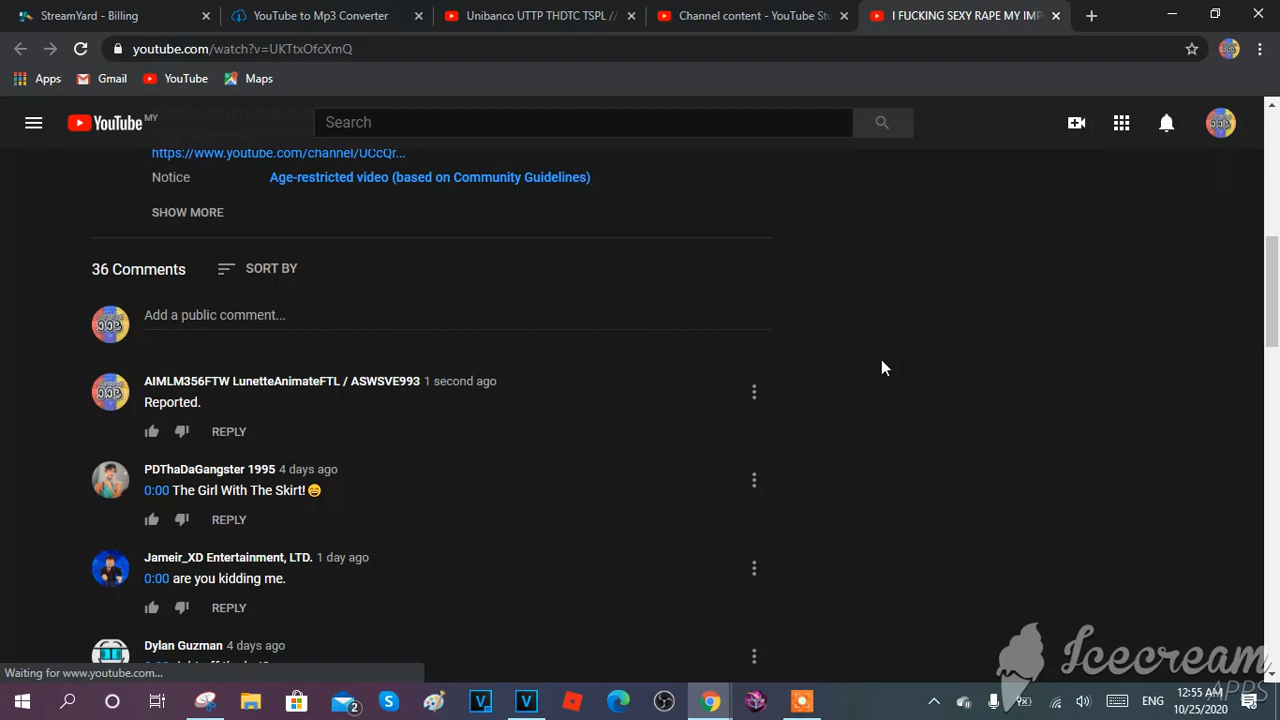 StreamYard - Billing
YouTube to Mp3 Converter
Unibanco UTTP THDTC TSPL //
Channel content - YouTube Stu
I FUCKING SEXY RAPE MY IMP
youtube.com/watch?v=UKTtxOfcXmQ
Apps
Gmail
YouTube
Maps
YouTube MY
Search
https://www.youtube.com/channel/UCcQr...
Notice
Age-restricted video (based on Community Guidelines)
SHOW MORE
36 Comments
SORT BY
Add a public comment...
AIMLM356FTW LunetteAnimateFTL / ASWSVE993 1 second ago
Reported.
REPLY
PDThaDaGangster 1995 4 days ago
0:00 The Girl With The Skirt!😄
REPLY
Jameir_XD Entertainment, LTD. 1 day ago
0:00 are you kidding me.
REPLY
Dylan Guzman 4 days ago
Waiting for www.youtube.com...
Icecream
APPS
2
ENG
12:55 AM
10/25/2020